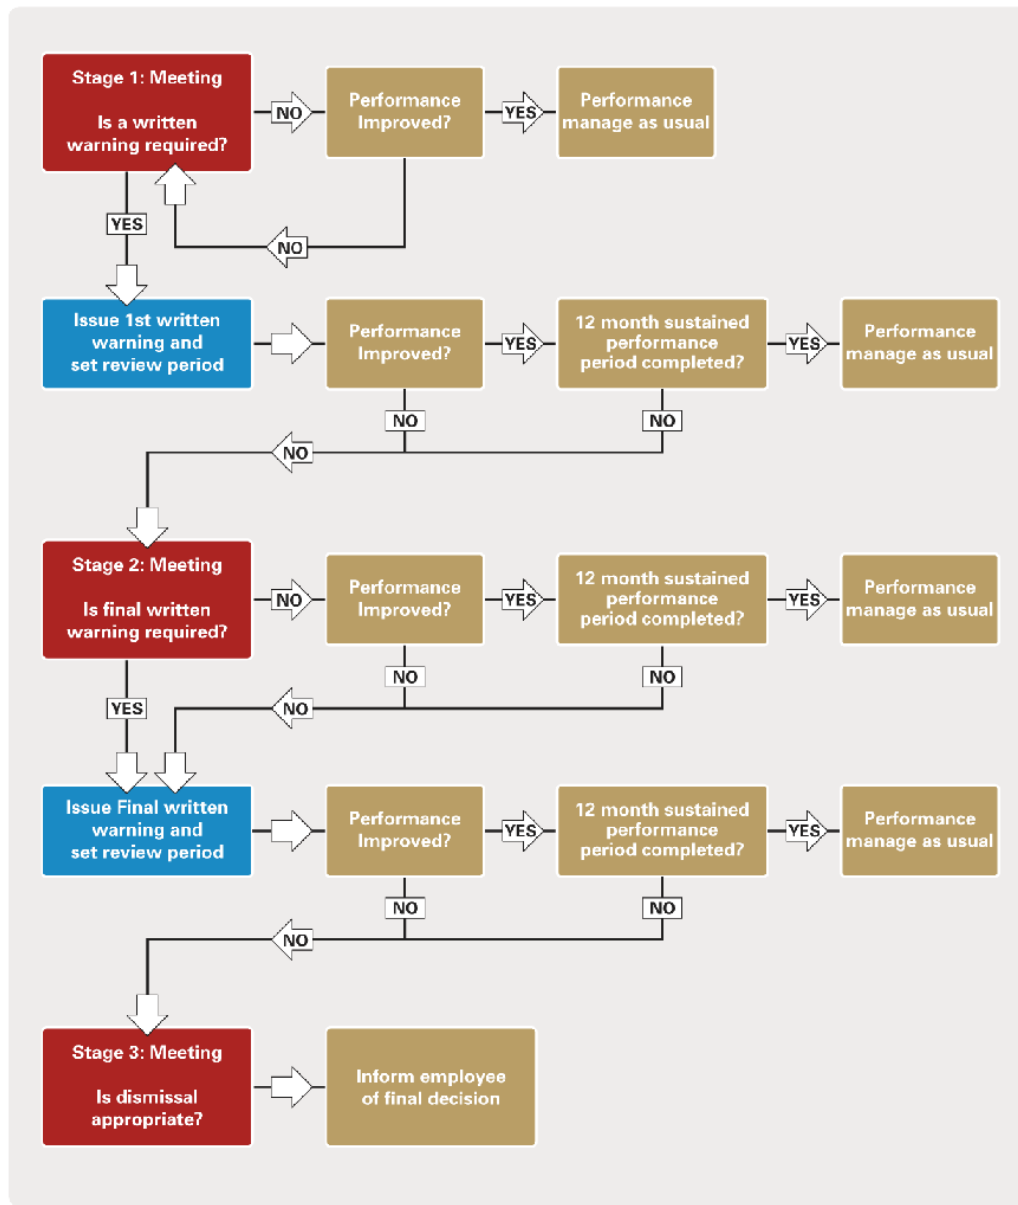 Stage 1: Meeting
Is a written
warning required?
NO
Performance
Improved?
YES
Performance
manage as usual
YES
NO
Issue 1st written
warning and
set review period
Performance
Improved?
YES
12 month sustained
performance
period completed?
YES
Performance
manage as usual
NO
NO
NO
Stage 2: Meeting
Is final written
warning required?
NO
Performance
Improved?
YES
12 month sustained
performance
period completed?
YES
Performance
manage as usual
NO
NO
YES
NO
Issue Final written
warning and
set review period
Performance
Improved?
YES
12 month sustained
performance
period completed?
YES
Performance
manage as usual
NO
NO
NO
Stage 3: Meeting
Is dismissal
appropriate?
Inform employee
of final decision